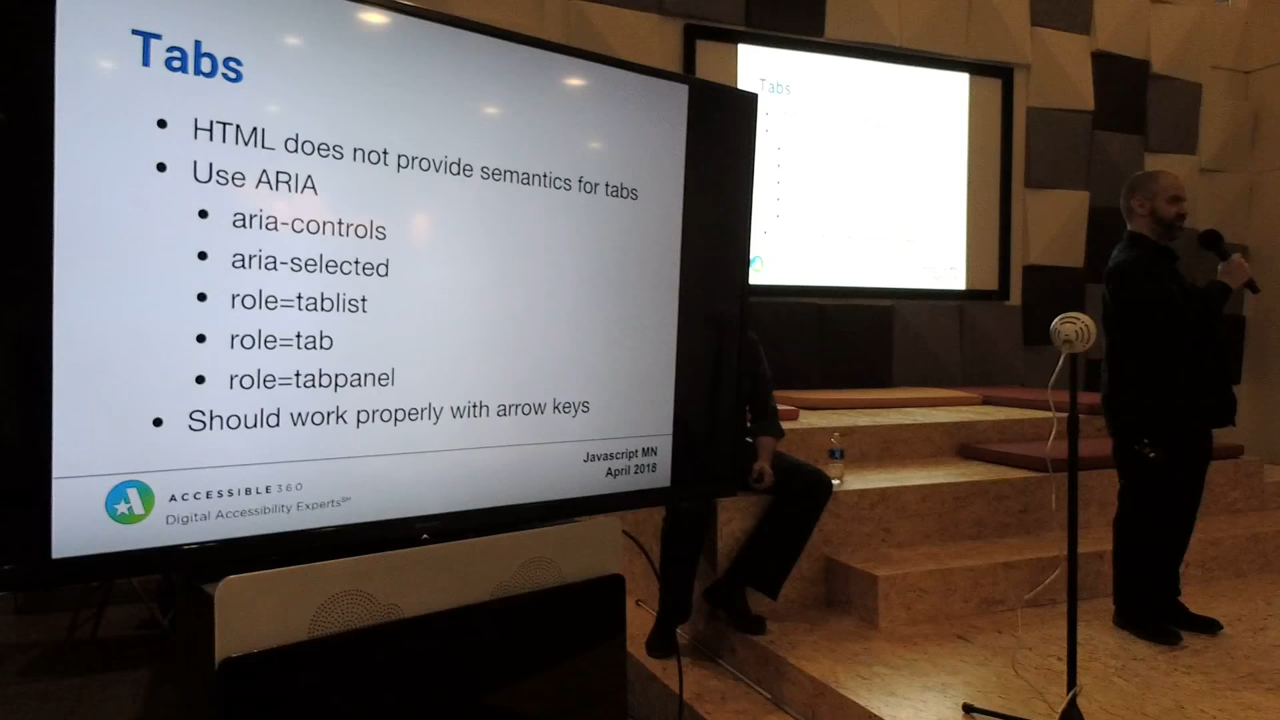 Tabs
HTML does not provide semantics for tabs
Use ARIA
aria-controls
aria-selected
role=tablist
role=tab
role=tabpanel
Should work properly with arrow keys
Javascript MN
April 2018
ACCESSIBLE360
Digital Accessibility Experts℠
Tabs